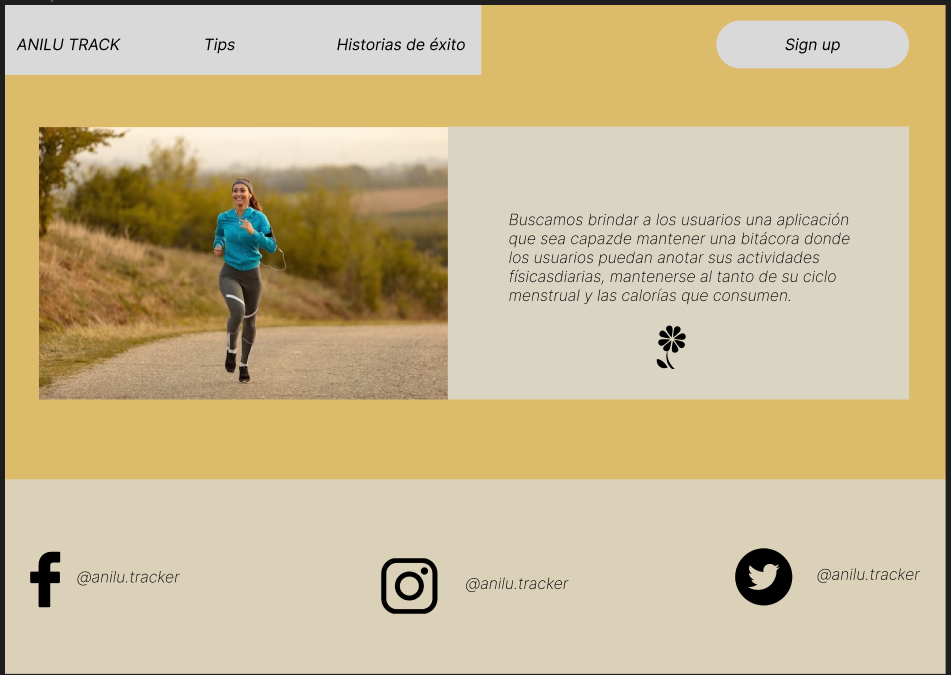 ANILU TRACK
Tips
Historias de éxito
Sign up
Buscamos brindar a los usuarios una aplicación
que sea capazde mantener una bitácora donde
los usuarios puedan anotar sus actividades
físicasdiarias, mantenerse al tanto de su ciclo
menstrual y las calorías que consumen.
@anilu.tracker
@anilu.tracker
@anilu.tracker